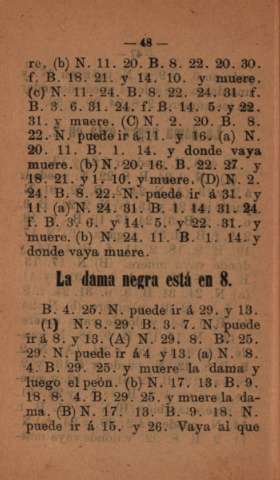 — 48 —
re, (b) N. 11. 20. B. 8. 22. 20. 30.
f. B. 18. 21. y 14. 10. y muere.
(c) N. 11. 24. B. 8. 22. 24. 31. f.
B. 3. 6. 31. 24. f. B. 14. 5. y 22.
31. y muere. (C) N. 2. 20. B. 8.
22. N. puede ir á 11. y 16. (a) N.
20. 11. B. 1. 14. y donde vaya
muere. (b) N. 20. 16. B. 22. 27. y
18. 21. y 1. 10. y muere. (D) N. 2.
24. B. 8. 22. N. puede ir á 31. y
11. (a) N. 24. 31. B. 1. 14. 31. 24.
f. B. 3. 6. y 14. 5. y 22. 31. y
muere. (b) N. 24. 11. B. 1. 14. y
donde vaya muere.
La dama negra está en 8.
B. 4. 25. N. puede ir á 29. y 13.
(1) N. 8. 29. B. 3. 7. N. puede
ir á 8. y 13. (A) N. 29. 8. B. 25.
29. N. puede ir á 4 y 13. (a) N. 8.
4. B. 29. 25. y muere la dama y
luego el peón. (b) N. 17. 13. B. 9.
18. 8. 4. B. 29. 25. y muere la da-
ma. (B) N. 17. 13. B. 9. 18. N.
puede ir á 15. y 26. Vaya al que